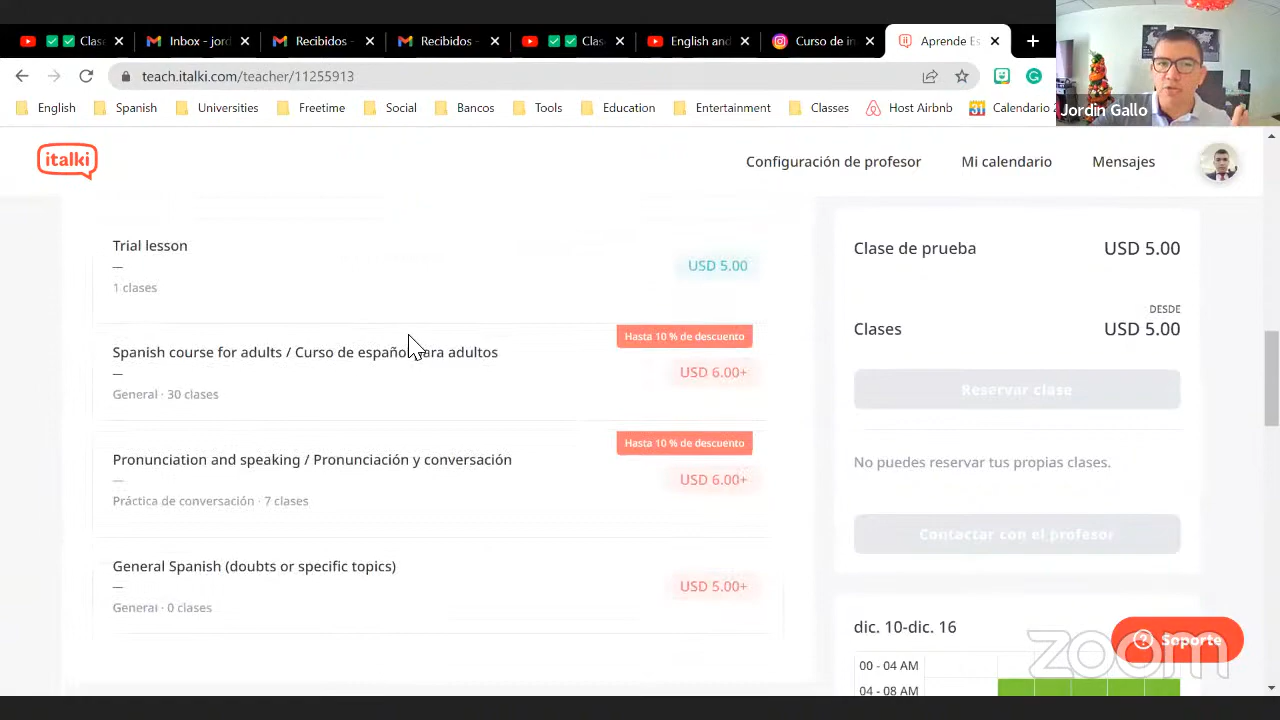 Clase
Inbox - jord
Recibidos
Recibidos -
Clas
English and
Curso de in
Aprende Es
teach.italki.com/teacher/11255913
English
Spanish
Universities
Freetime
Social
Bancos
Tools
Education
Entertainment
Classes
Host Airbnb
31
Calendario
Jordin Gallo
italki
Configuración de profesor
Mi calendario
Mensajes
Trial lesson
—
1 clases
USD 5.00
Hasta 10 % de descuento
Spanish course for adults / Curso de español para adultos
—
General · 30 clases
USD 6.00+
Hasta 10 % de descuento
Pronunciation and speaking / Pronunciación y conversación
—
Práctica de conversación · 7 clases
USD 6.00+
General Spanish (doubts or specific topics)
—
General · 0 clases
USD 5.00+
Clase de prueba
USD 5.00
DESDE
Clases
USD 5.00
Reservar clase
No puedes reservar tus propias clases.
Contactar con el profesor
dic. 10-dic. 16
00 - 04 AM
04 - 08 AM
Soporte
zoom